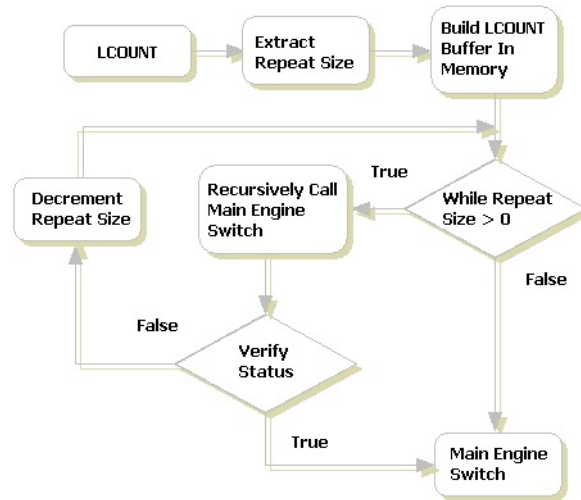 LCOUNT
Extract
Repeat Size
Build LCOUNT
Buffer In
Memory
True
While Repeat
Size > 0
Recursively Call
Main Engine
Switch
Decrement
Repeat Size
False
False
Verify
Status
True
Main Engine
Switch